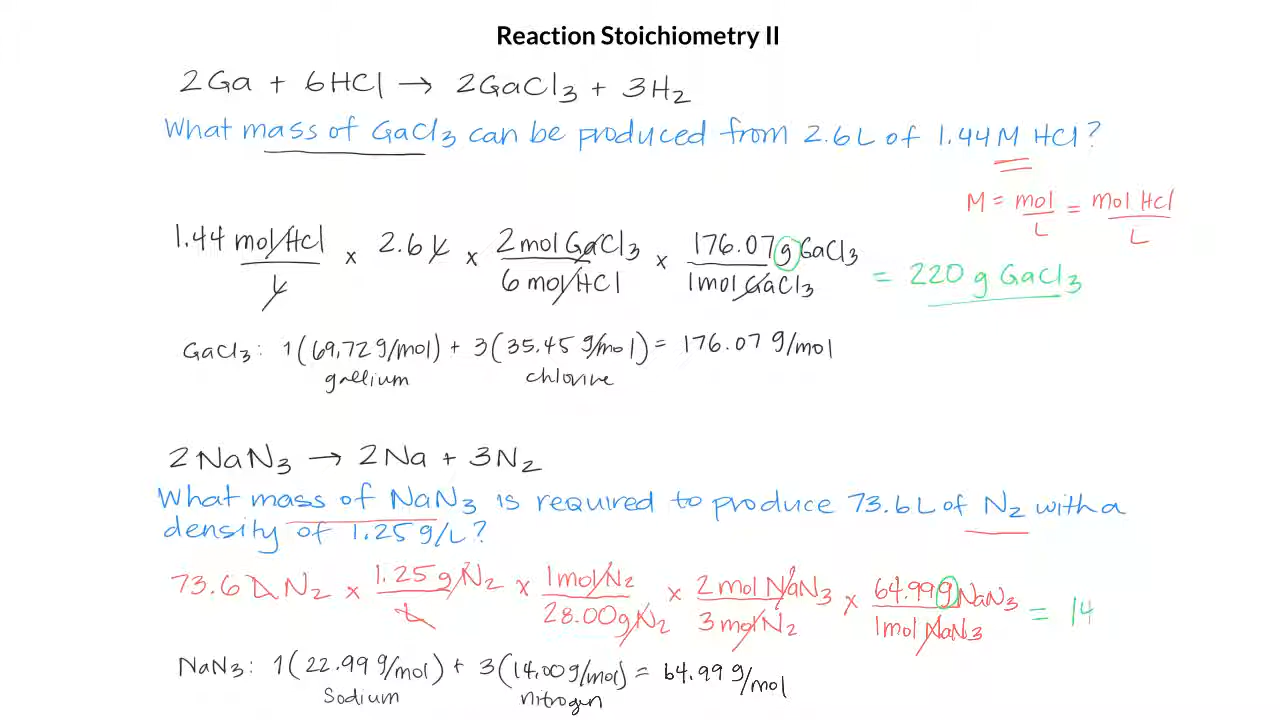 Reaction Stoichiometry II
2Ga + 6HCl → 2GaCl₃ + 3H₂
What mass of GaCl₃ can be produced from 2.6L of 1.44M HCl?
M = mol/L = mol HCl/L
1.44 mol HCl/L × 2.6 L × 2 mol GaCl₃/6 mol HCl × 176.07 g GaCl₃/1 mol GaCl₃ = 220 g GaCl₃
GaCl₃: 1(69.72 g/mol) + 3(35.45 g/mol) = 176.07 g/mol
gallium chlorine
2NaN₃ → 2Na + 3N₂
What mass of NaN₃ is required to produce 73.6L of N₂ with a
density of 1.25 g/L?
73.6 L N₂ × 1.25 g N₂/L × 1 mol N₂/28.00 g N₂ × 2 mol NaN₃/3 mol N₂ × 64.99 g NaN₃/1 mol NaN₃ = 14
NaN₃: 1(22.99 g/mol) + 3(14.00 g/mol) = 64.99 g/mol
Sodium nitrogen